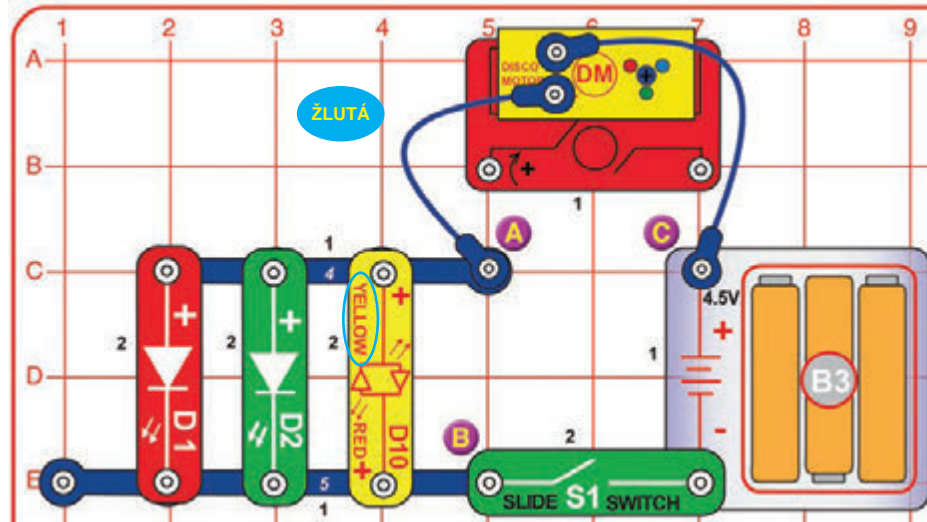 1 2 3 4 5 6 7 8 9
A
DISCO MOTOR DM
+
ŽLUTÁ
B
+
1
A C
C
1
4
4.5V
+ + + +
YELLOW
2 2 2 1
D
B3
-
D1 D2 RED + D10
B 2
E
5
SLIDE S1 SWITCH
1